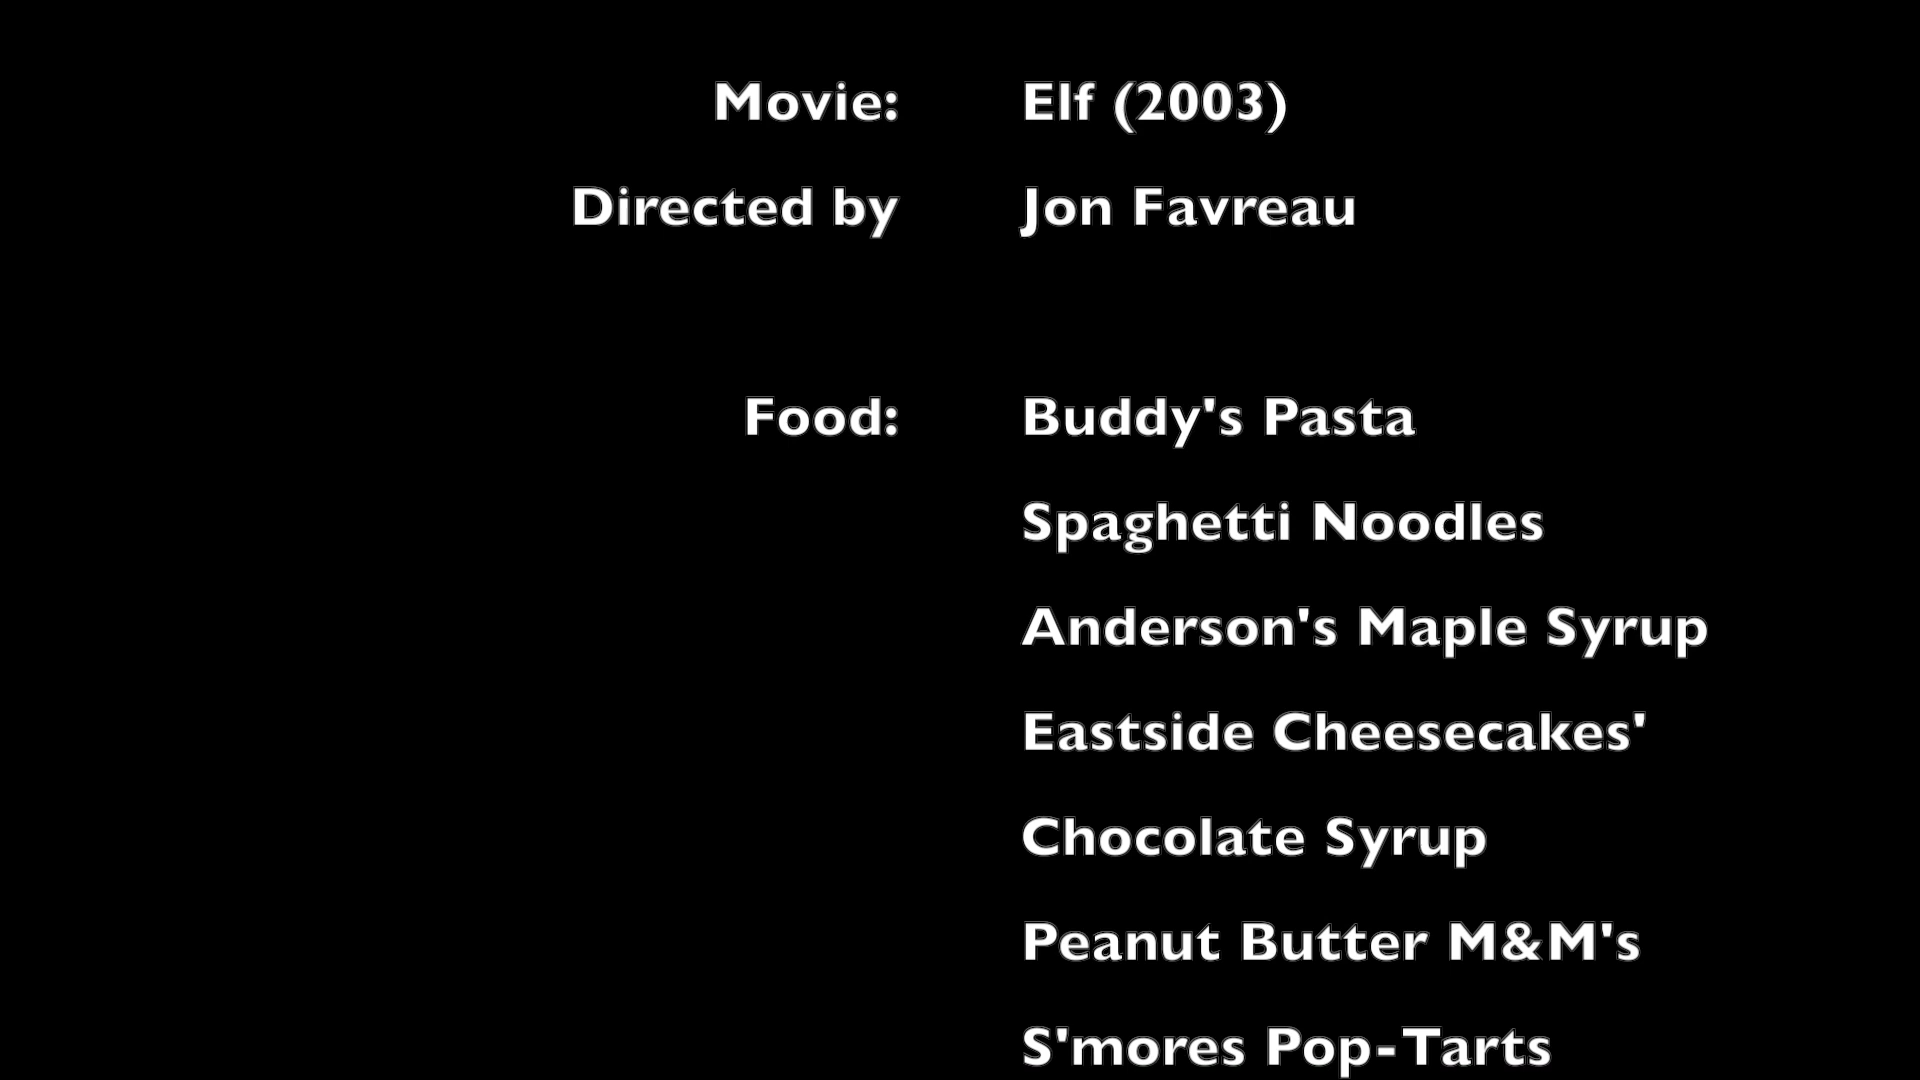 Movie: Elf (2003)
Directed by Jon Favreau
Food: Buddy's Pasta
Spaghetti Noodles
Anderson's Maple Syrup
Eastside Cheesecakes'
Chocolate Syrup
Peanut Butter M&M's
S'mores Pop-Tarts